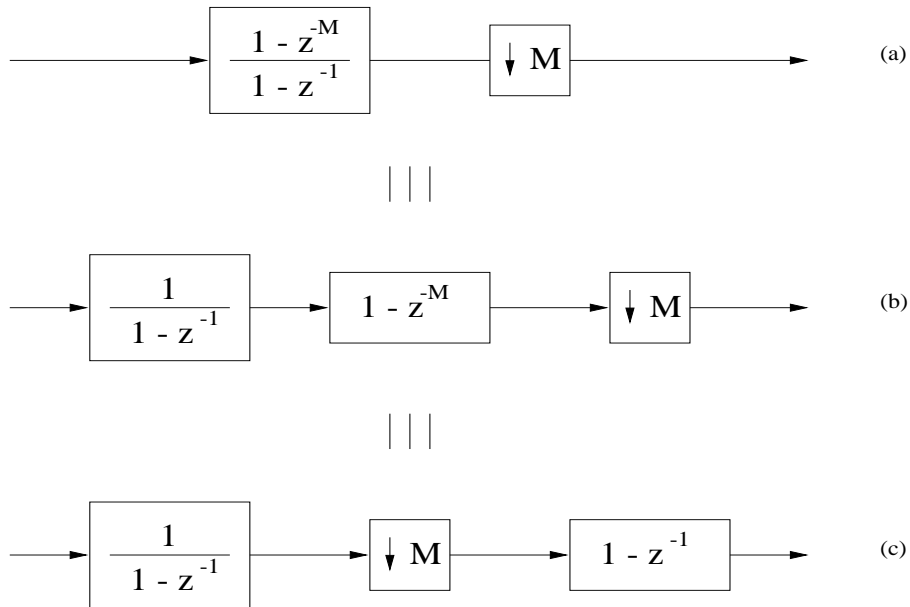 1 - z^-M
1 - z^-1
↓ M
(a)
1
1 - z^-1
1 - z^-M
↓ M
(b)
1
1 - z^-1
↓ M
1 - z^-1
(c)